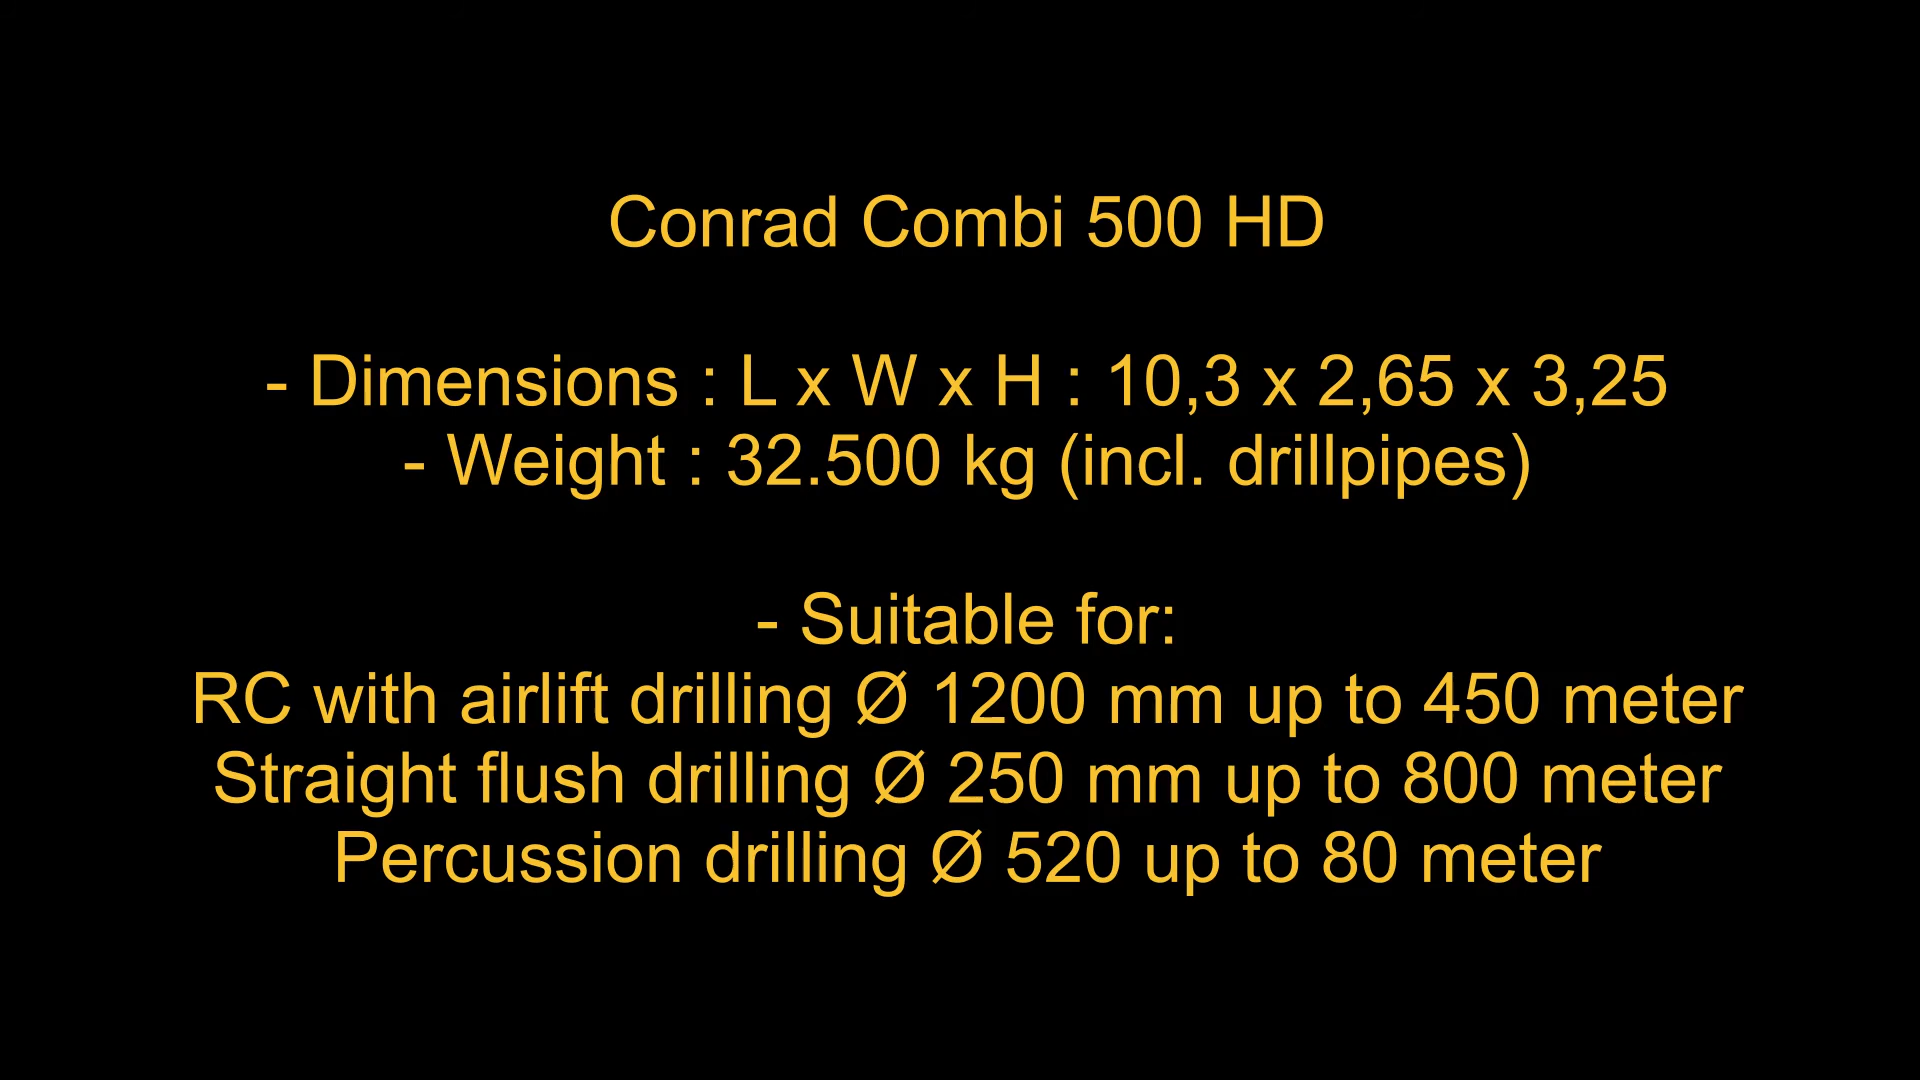 Conrad Combi 500 HD
- Dimensions : L x W x H : 10,3 x 2,65 x 3,25
- Weight : 32.500 kg (incl. drillpipes)
- Suitable for:
RC with airlift drilling Ø 1200 mm up to 450 meter
Straight flush drilling Ø 250 mm up to 800 meter
Percussion drilling Ø 520 up to 80 meter